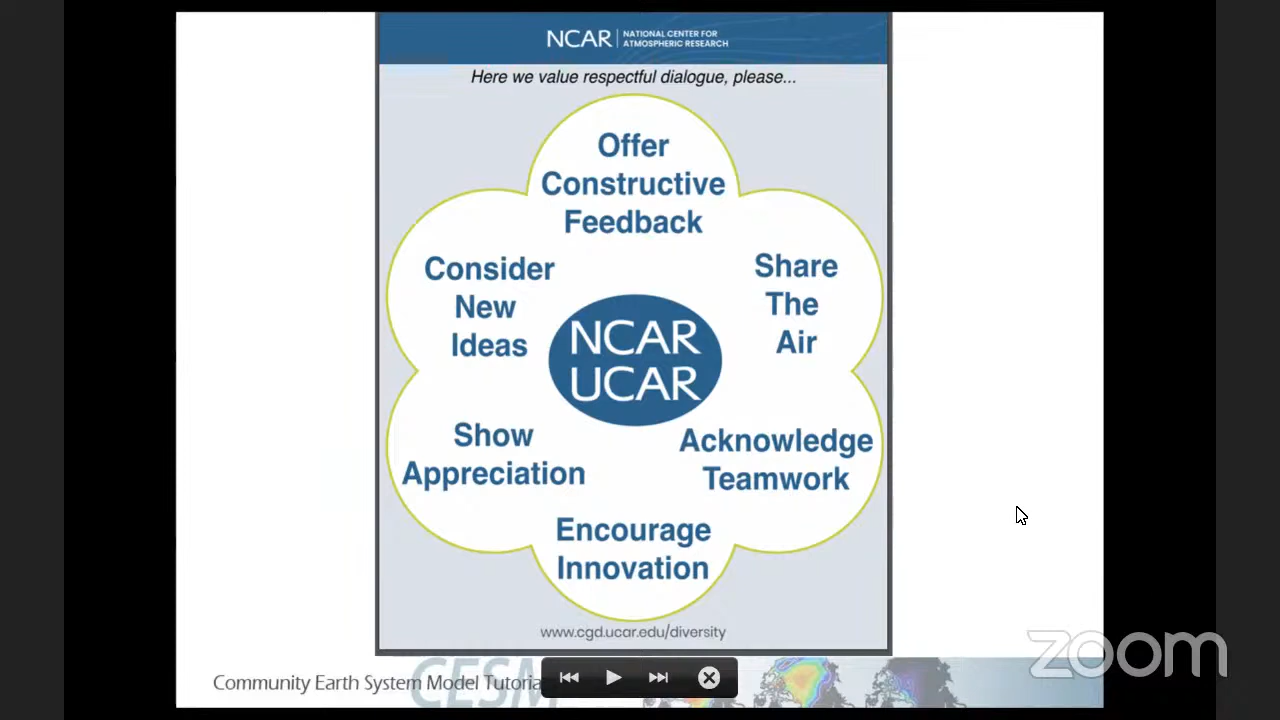 NCAR NATIONAL CENTER FOR
ATMOSPHERIC RESEARCH
Here we value respectful dialogue, please...
Offer
Constructive
Feedback
Consider
New
Ideas
Share
The
Air
NCAR
UCAR
Show
Appreciation
Acknowledge
Teamwork
Encourage
Innovation
www.cgd.ucar.edu/diversity
Community Earth System Model
CESM
zoom